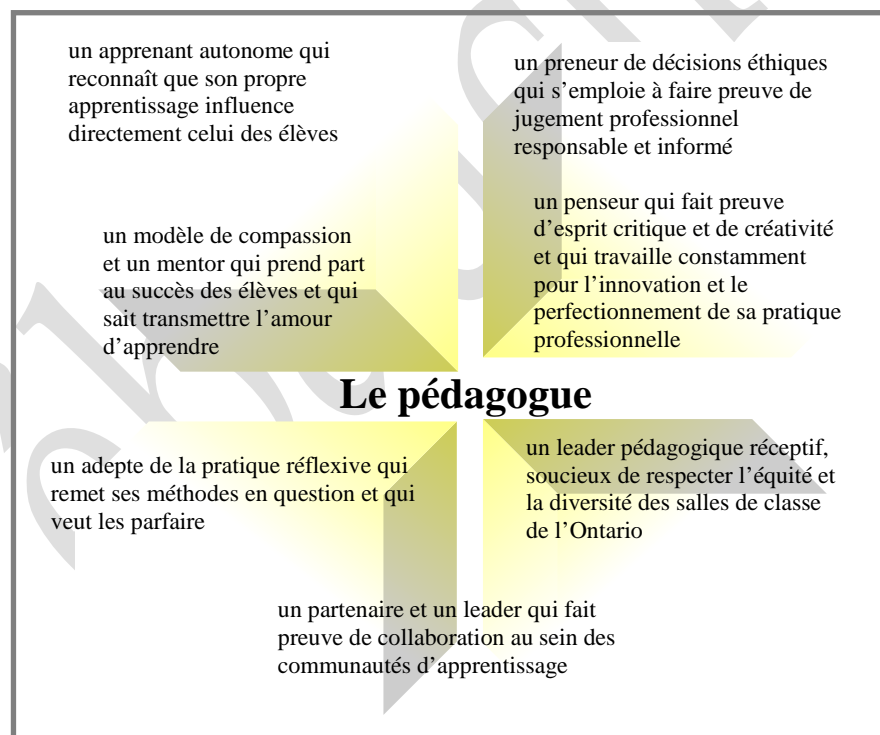 un apprenant autonome qui
reconnaît que son propre
apprentissage influence
directement celui des élèves
un preneur de décisions éthiques
qui s’emploie à faire preuve de
jugement professionnel
responsable et informé
un modèle de compassion
et un mentor qui prend part
au succès des élèves et qui
sait transmettre l’amour
d’apprendre
un penseur qui fait preuve
d’esprit critique et de créativité
et qui travaille constamment
pour l’innovation et le
perfectionnement de sa pratique
professionnelle
Le pédagogue
un adepte de la pratique réflexive qui
remet ses méthodes en question et qui
veut les parfaire
un leader pédagogique réceptif,
soucieux de respecter l’équité et
la diversité des salles de classe
de l’Ontario
un partenaire et un leader qui fait
preuve de collaboration au sein des
communautés d’apprentissage